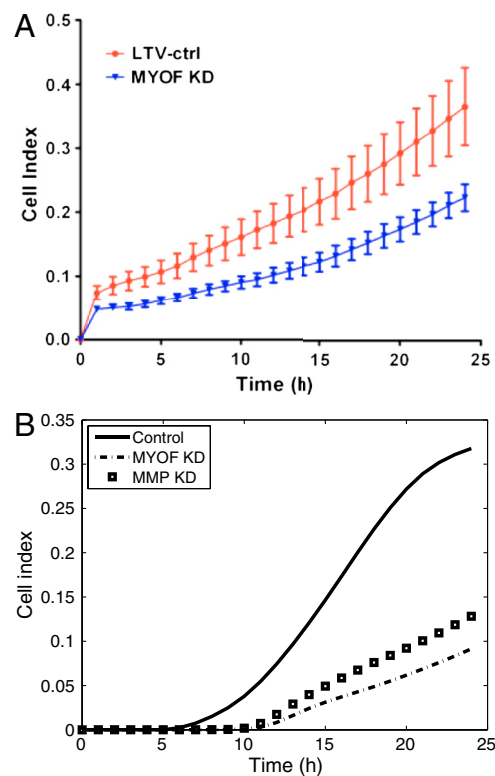 A
LTV-ctrl
MYOF KD
Cell Index
0.5
0.4
0.3
0.2
0.1
0.0
0 5 10 15 20 25
Time (h)
B
Control
MYOF KD
MMP KD
Cell index
0.35
0.3
0.25
0.2
0.15
0.1
0.05
0
0 5 10 15 20 25
Time (h)